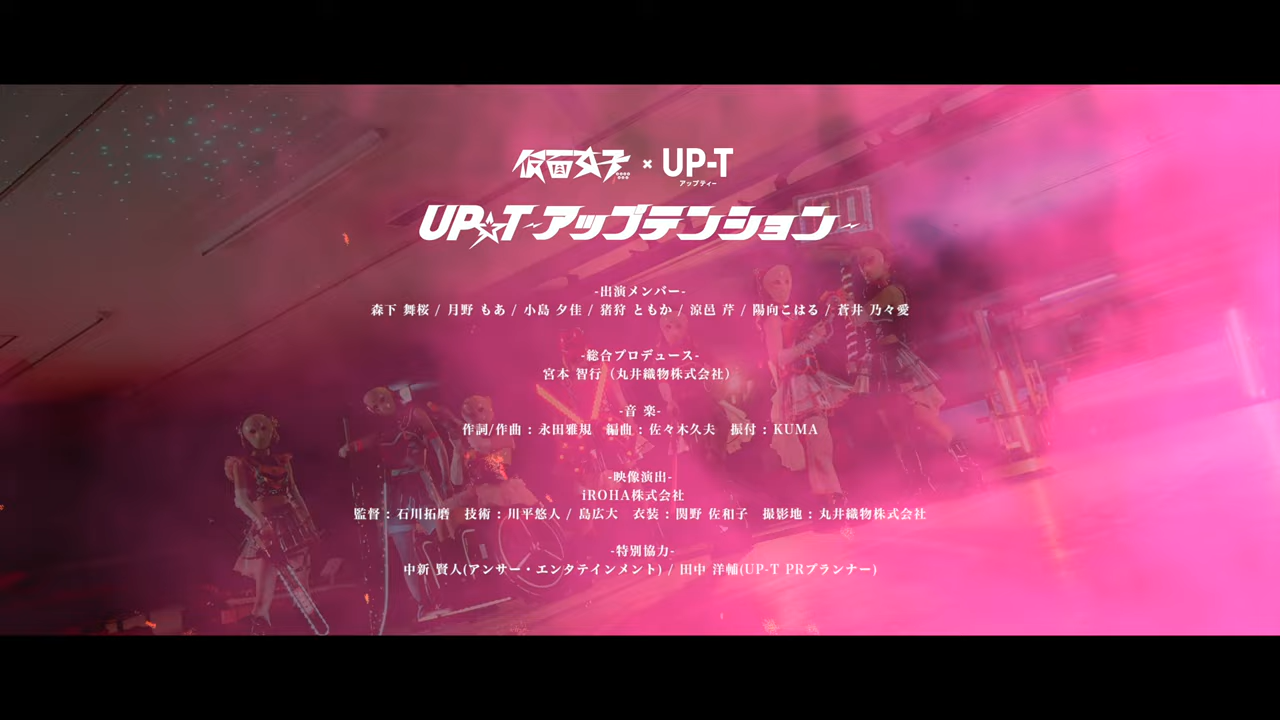 仮面女子 × UP-T
アップティー
UP☆T-アップテンション-
-出演メンバー-
森下 舞桜 / 月野 もあ / 小島 夕佳 / 猪狩 ともか / 涼邑 芹 / 陽向こはる / 蒼井 乃々愛
-総合プロデュース-
宮本 智行（丸井織物株式会社）
-音 楽-
作詞/作曲：永田雅規　編曲：佐々木久夫　振付：KUMA
-映像演出-
iROHA株式会社
監督：石川拓磨　技術：川平悠人 / 島広大　衣装：関野 佐和子　撮影地：丸井織物株式会社
-特別協力-
中新 賢人(アンサー・エンタテインメント) / 田中 洋輔(UP-T PRプランナー)